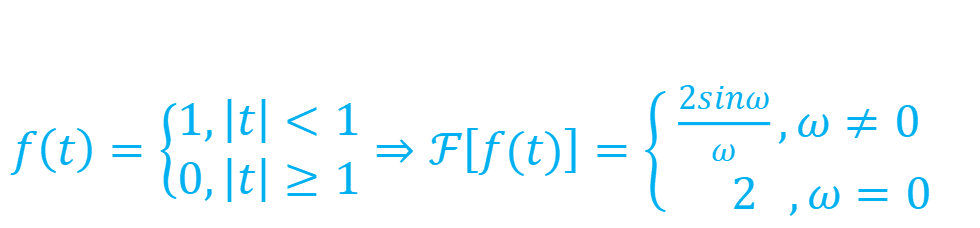 f(t) = {1, |t| < 1 ⇒ ℱ[f(t)] = {2sinω/ω, ω ≠ 0
0, |t| ≥ 1 2, ω = 0